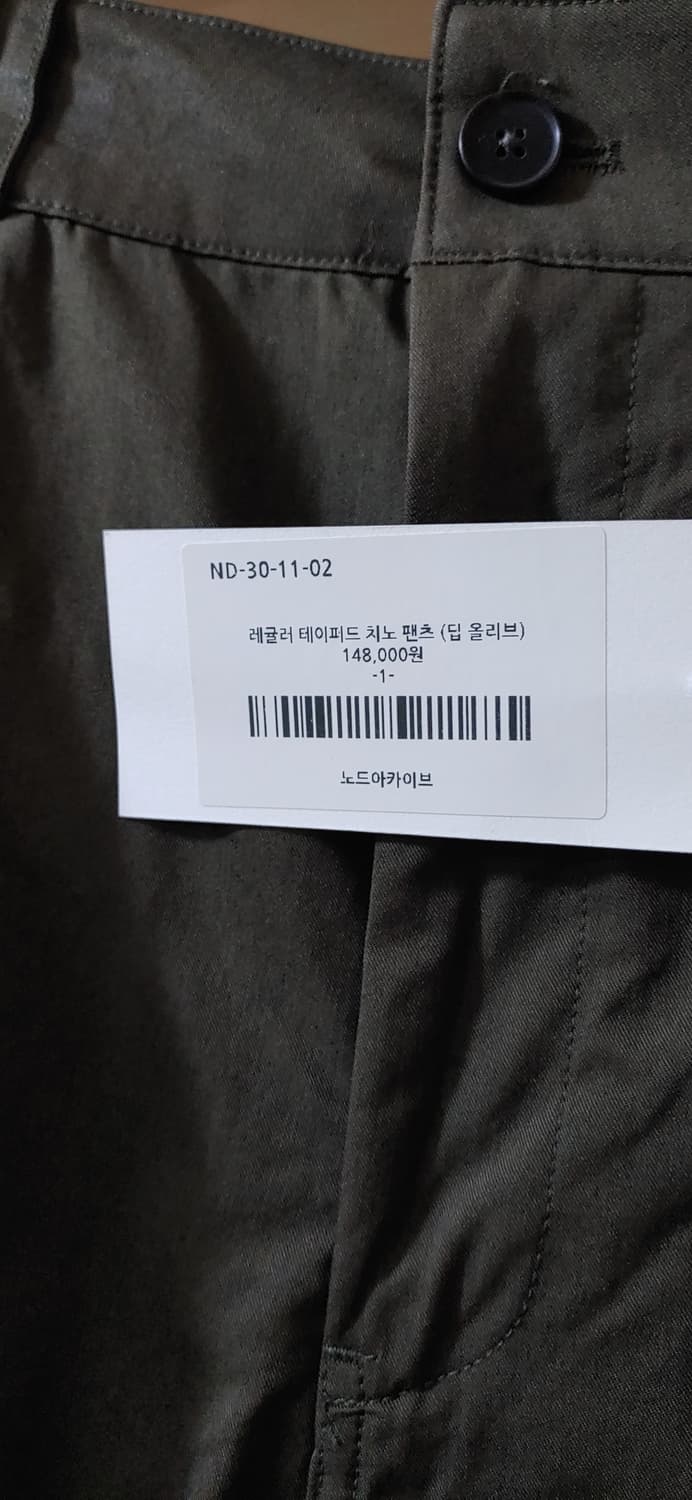 ND-30-11-02
레귤러 테이퍼드 치노 팬츠 (딥 올리브)
148,000원
-1-
노드아카이브